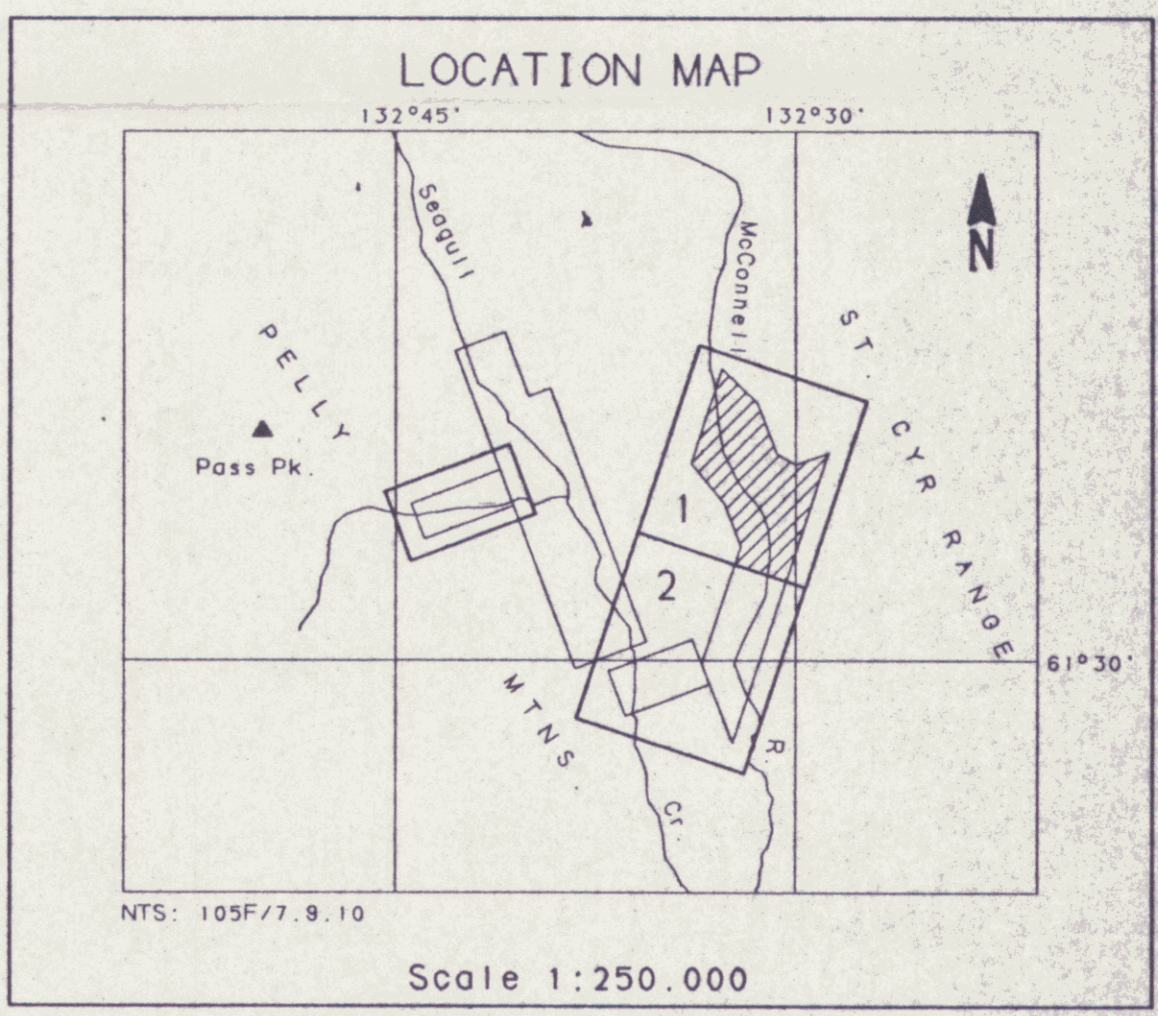 LOCATION MAP
132°45'
132°30'
Seagull
McConnell
N
PELLY
ST. CYR RANGE
Pass Pk.
1
2
61°30'
MTNS
R.
Cr.
NTS: 105F/7.9.10
Scale 1:250.000